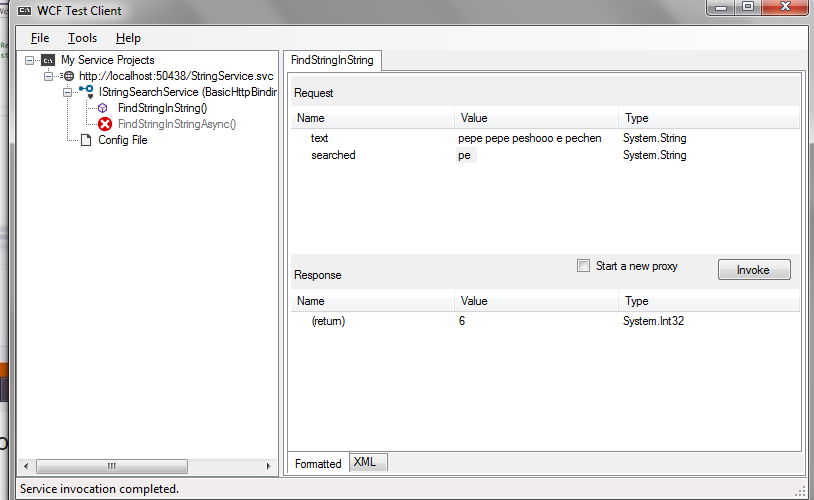 WCF Test Client
File Tools Help
My Service Projects
http://localhost:50438/StringService.svc
IStringSearchService (BasicHttpBindin
FindStringInString()
FindStringInStringAsync()
Config File
FindStringInString
Request
Name Value Type
text pepe pepe peshooo e pechen System.String
searched pe System.String
Response Start a new proxy Invoke
Name Value Type
(return) 6 System.Int32
Formatted XML
Service invocation completed.